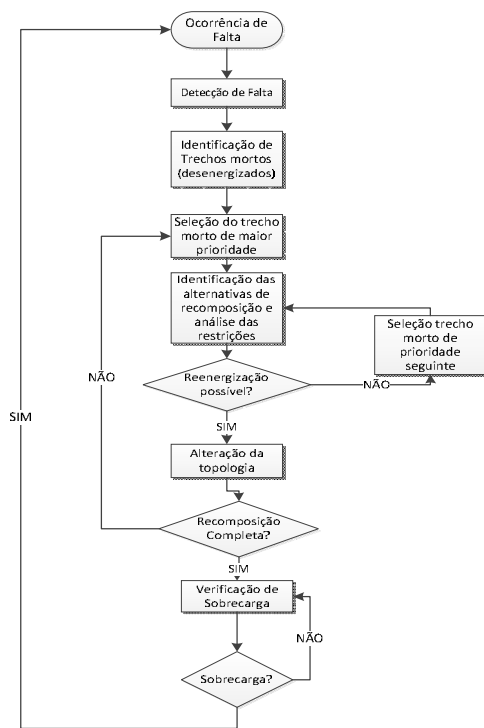 Ocorrência de
Falta
Detecção de Falta
Identificação de
Trechos mortos
(desenergizados)
Seleção do trecho
morto de maior
prioridade
Identificação das
alternativas de
recomposição e
análise das
restrições
Seleção trecho
morto de
prioridade
seguinte
Reenergização
possível?
NÃO
NÃO
SIM
SIM
Alteração da
topologia
Recomposição
Completa?
SIM
Verificação de
Sobrecarga
NÃO
Sobrecarga?